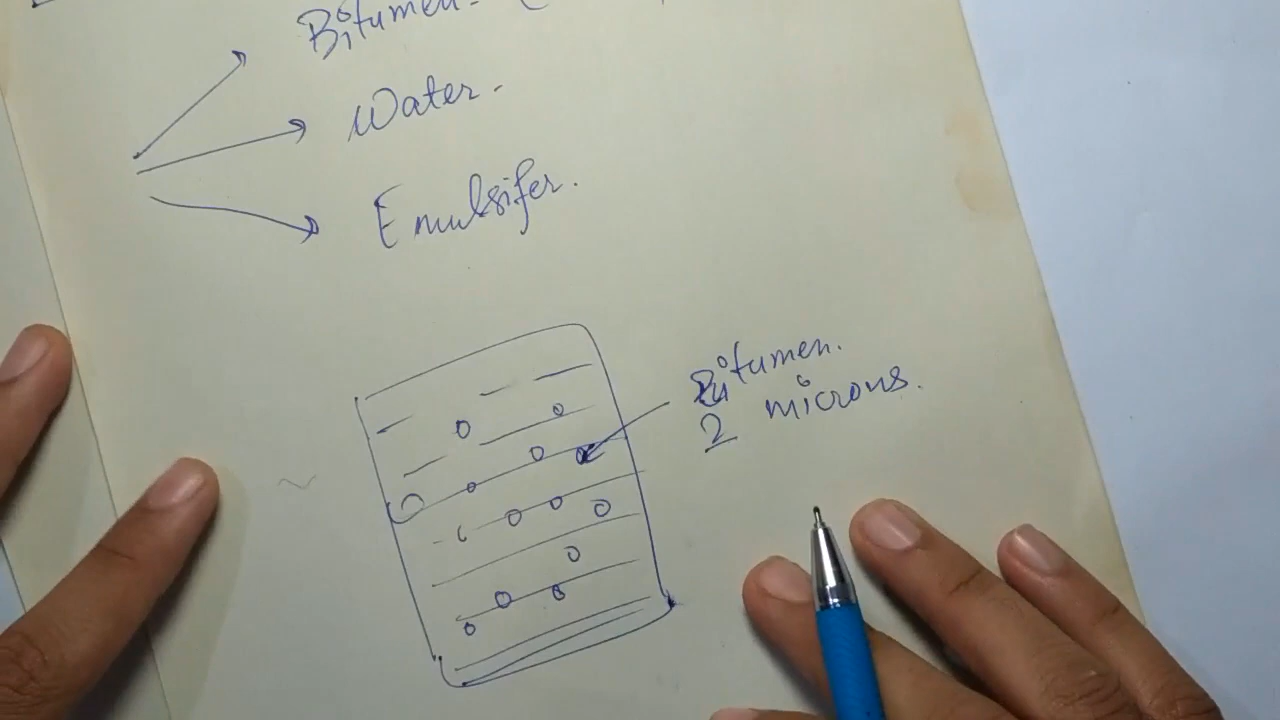 Bitumen-
Water.
Emulsifer.
Bitumen.
2 microns.